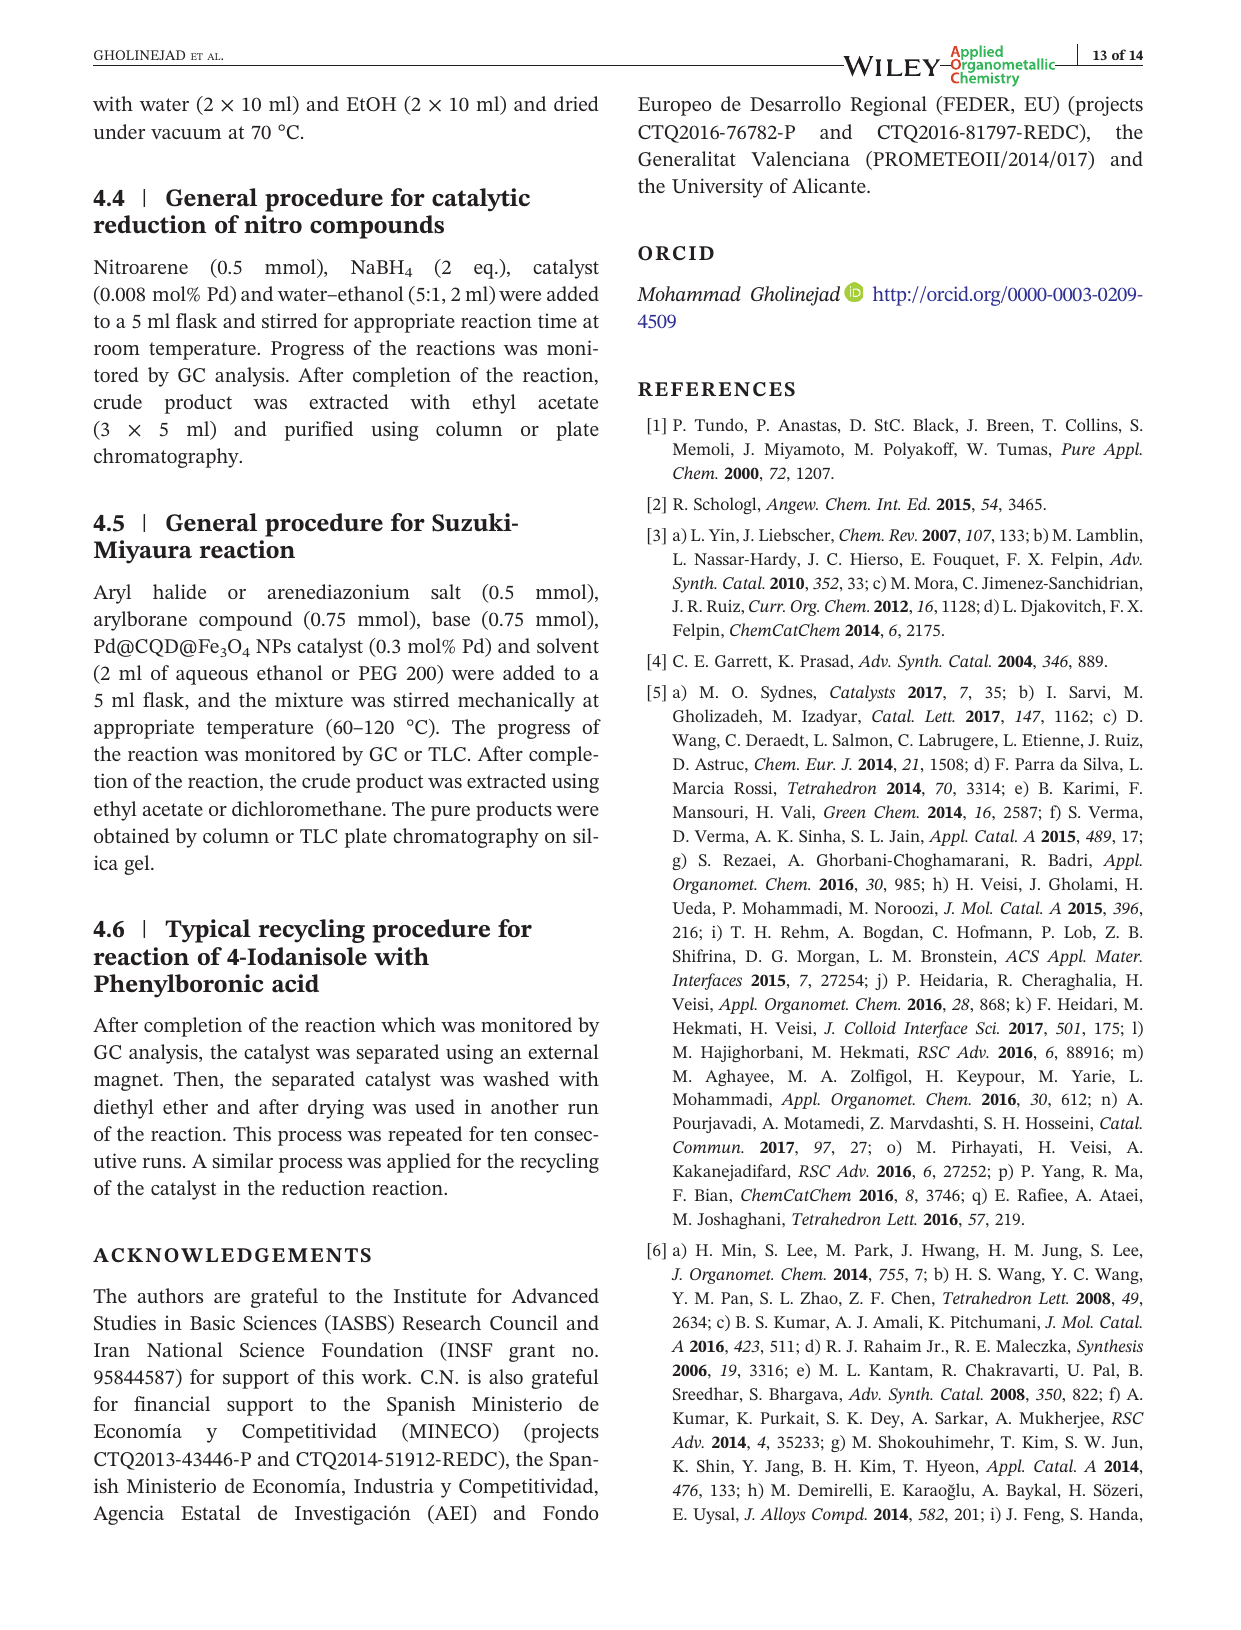 GHOLINEJAD ET AL.
WILEY
Applied
Organometallic
Chemistry
13 of 14
with water (2 × 10 ml) and EtOH (2 × 10 ml) and dried
under vacuum at 70 °C.
4.4 | General procedure for catalytic
reduction of nitro compounds
Nitroarene (0.5 mmol), NaBH₄ (2 eq.), catalyst
(0.008 mol% Pd) and water–ethanol (5:1, 2 ml) were added
to a 5 ml flask and stirred for appropriate reaction time at
room temperature. Progress of the reactions was moni-
tored by GC analysis. After completion of the reaction,
crude product was extracted with ethyl acetate
(3 × 5 ml) and purified using column or plate
chromatography.
4.5 | General procedure for Suzuki-
Miyaura reaction
Aryl halide or arenediazonium salt (0.5 mmol),
arylborane compound (0.75 mmol), base (0.75 mmol),
Pd@CQD@Fe₃O₄ NPs catalyst (0.3 mol% Pd) and solvent
(2 ml of aqueous ethanol or PEG 200) were added to a
5 ml flask, and the mixture was stirred mechanically at
appropriate temperature (60–120 °C). The progress of
the reaction was monitored by GC or TLC. After comple-
tion of the reaction, the crude product was extracted using
ethyl acetate or dichloromethane. The pure products were
obtained by column or TLC plate chromatography on sil-
ica gel.
4.6 | Typical recycling procedure for
reaction of 4-Iodanisole with
Phenylboronic acid
After completion of the reaction which was monitored by
GC analysis, the catalyst was separated using an external
magnet. Then, the separated catalyst was washed with
diethyl ether and after drying was used in another run
of the reaction. This process was repeated for ten consec-
utive runs. A similar process was applied for the recycling
of the catalyst in the reduction reaction.
ACKNOWLEDGEMENTS
The authors are grateful to the Institute for Advanced
Studies in Basic Sciences (IASBS) Research Council and
Iran National Science Foundation (INSF grant no.
95844587) for support of this work. C.N. is also grateful
for financial support to the Spanish Ministerio de
Economía y Competitividad (MINECO) (projects
CTQ2013-43446-P and CTQ2014-51912-REDC), the Span-
ish Ministerio de Economía, Industria y Competitividad,
Agencia Estatal de Investigación (AEI) and Fondo
Europeo de Desarrollo Regional (FEDER, EU) (projects
CTQ2016-76782-P and CTQ2016-81797-REDC), the
Generalitat Valenciana (PROMETEOII/2014/017) and
the University of Alicante.
ORCID
Mohammad Gholinejad iD http://orcid.org/0000-0003-0209-
4509
REFERENCES
[1] P. Tundo, P. Anastas, D. StC. Black, J. Breen, T. Collins, S.
Memoli, J. Miyamoto, M. Polyakoff, W. Tumas, Pure Appl.
Chem. 2000, 72, 1207.
[2] R. Schologl, Angew. Chem. Int. Ed. 2015, 54, 3465.
[3] a) L. Yin, J. Liebscher, Chem. Rev. 2007, 107, 133; b) M. Lamblin,
L. Nassar-Hardy, J. C. Hierso, E. Fouquet, F. X. Felpin, Adv.
Synth. Catal. 2010, 352, 33; c) M. Mora, C. Jimenez-Sanchidrian,
J. R. Ruiz, Curr. Org. Chem. 2012, 16, 1128; d) L. Djakovitch, F. X.
Felpin, ChemCatChem 2014, 6, 2175.
[4] C. E. Garrett, K. Prasad, Adv. Synth. Catal. 2004, 346, 889.
[5] a) M. O. Sydnes, Catalysts 2017, 7, 35; b) I. Sarvi, M.
Gholizadeh, M. Izadyar, Catal. Lett. 2017, 147, 1162; c) D.
Wang, C. Deraedt, L. Salmon, C. Labrugere, L. Etienne, J. Ruiz,
D. Astruc, Chem. Eur. J. 2014, 21, 1508; d) F. Parra da Silva, L.
Marcia Rossi, Tetrahedron 2014, 70, 3314; e) B. Karimi, F.
Mansouri, H. Vali, Green Chem. 2014, 16, 2587; f) S. Verma,
D. Verma, A. K. Sinha, S. L. Jain, Appl. Catal. A 2015, 489, 17;
g) S. Rezaei, A. Ghorbani-Choghamarani, R. Badri, Appl.
Organomet. Chem. 2016, 30, 985; h) H. Veisi, J. Gholami, H.
Ueda, P. Mohammadi, M. Noroozi, J. Mol. Catal. A 2015, 396,
216; i) T. H. Rehm, A. Bogdan, C. Hofmann, P. Lob, Z. B.
Shifrina, D. G. Morgan, L. M. Bronstein, ACS Appl. Mater.
Interfaces 2015, 7, 27254; j) P. Heidaria, R. Cheraghalia, H.
Veisi, Appl. Organomet. Chem. 2016, 28, 868; k) F. Heidari, M.
Hekmati, H. Veisi, J. Colloid Interface Sci. 2017, 501, 175; l)
M. Hajighorbani, M. Hekmati, RSC Adv. 2016, 6, 88916; m)
M. Aghayee, M. A. Zolfigol, H. Keypour, M. Yarie, L.
Mohammadi, Appl. Organomet. Chem. 2016, 30, 612; n) A.
Pourjavadi, A. Motamedi, Z. Marvdashti, S. H. Hosseini, Catal.
Commun. 2017, 97, 27; o) M. Pirhayati, H. Veisi, A.
Kakanejadifard, RSC Adv. 2016, 6, 27252; p) P. Yang, R. Ma,
F. Bian, ChemCatChem 2016, 8, 3746; q) E. Rafiee, A. Ataei,
M. Joshaghani, Tetrahedron Lett. 2016, 57, 219.
[6] a) H. Min, S. Lee, M. Park, J. Hwang, H. M. Jung, S. Lee,
J. Organomet. Chem. 2014, 755, 7; b) H. S. Wang, Y. C. Wang,
Y. M. Pan, S. L. Zhao, Z. F. Chen, Tetrahedron Lett. 2008, 49,
2634; c) B. S. Kumar, A. J. Amali, K. Pitchumani, J. Mol. Catal.
A 2016, 423, 511; d) R. J. Rahaim Jr., R. E. Maleczka, Synthesis
2006, 19, 3316; e) M. L. Kantam, R. Chakravarti, U. Pal, B.
Sreedhar, S. Bhargava, Adv. Synth. Catal. 2008, 350, 822; f) A.
Kumar, K. Purkait, S. K. Dey, A. Sarkar, A. Mukherjee, RSC
Adv. 2014, 4, 35233; g) M. Shokouhimehr, T. Kim, S. W. Jun,
K. Shin, Y. Jang, B. H. Kim, T. Hyeon, Appl. Catal. A 2014,
476, 133; h) M. Demirelli, E. Karaoğlu, A. Baykal, H. Sözeri,
E. Uysal, J. Alloys Compd. 2014, 582, 201; i) J. Feng, S. Handa,